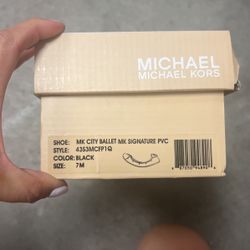 MICHAEL
MICHAEL KORS
SHOE: MK CITY BALLET MK SIGNATURE PVC
STYLE: 43S3MCFP1Q
COLOR: BLACK
SIZE: 7M